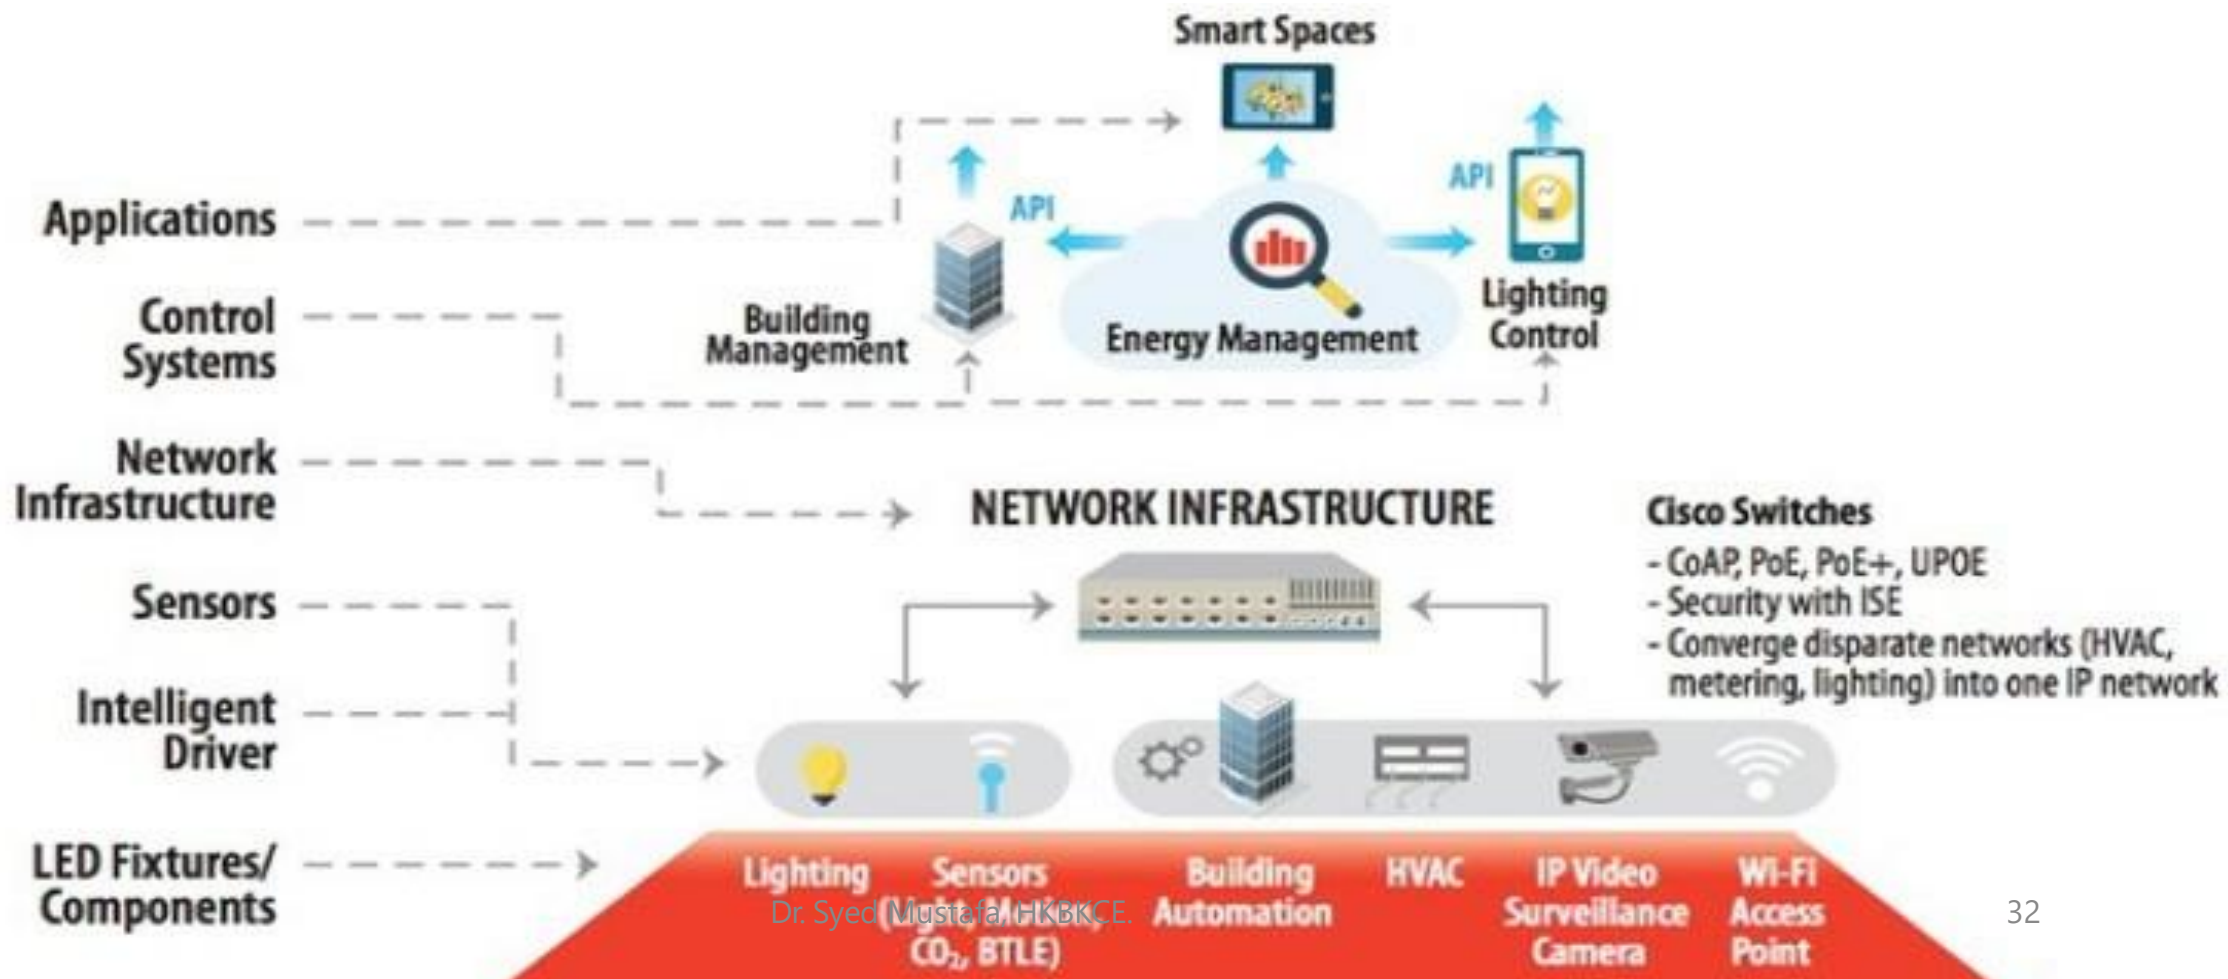 Smart Spaces
API
API
Applications
Control
Systems
Building
Management
Energy Management
Lighting
Control
Network
Infrastructure
NETWORK INFRASTRUCTURE
Cisco Switches
- CoAP, PoE, PoE+, UPOE
- Security with ISE
- Converge disparate networks (HVAC,
metering, lighting) into one IP network
Sensors
Intelligent
Driver
LED Fixtures/
Components
Lighting
Sensors
(Light,
CO₂, BTLE)
Building
Automation
HVAC
IP Video
Surveillance
Camera
Wi-Fi
Access
Point
Dr. Syed Mustafa, HKBKCE.
32